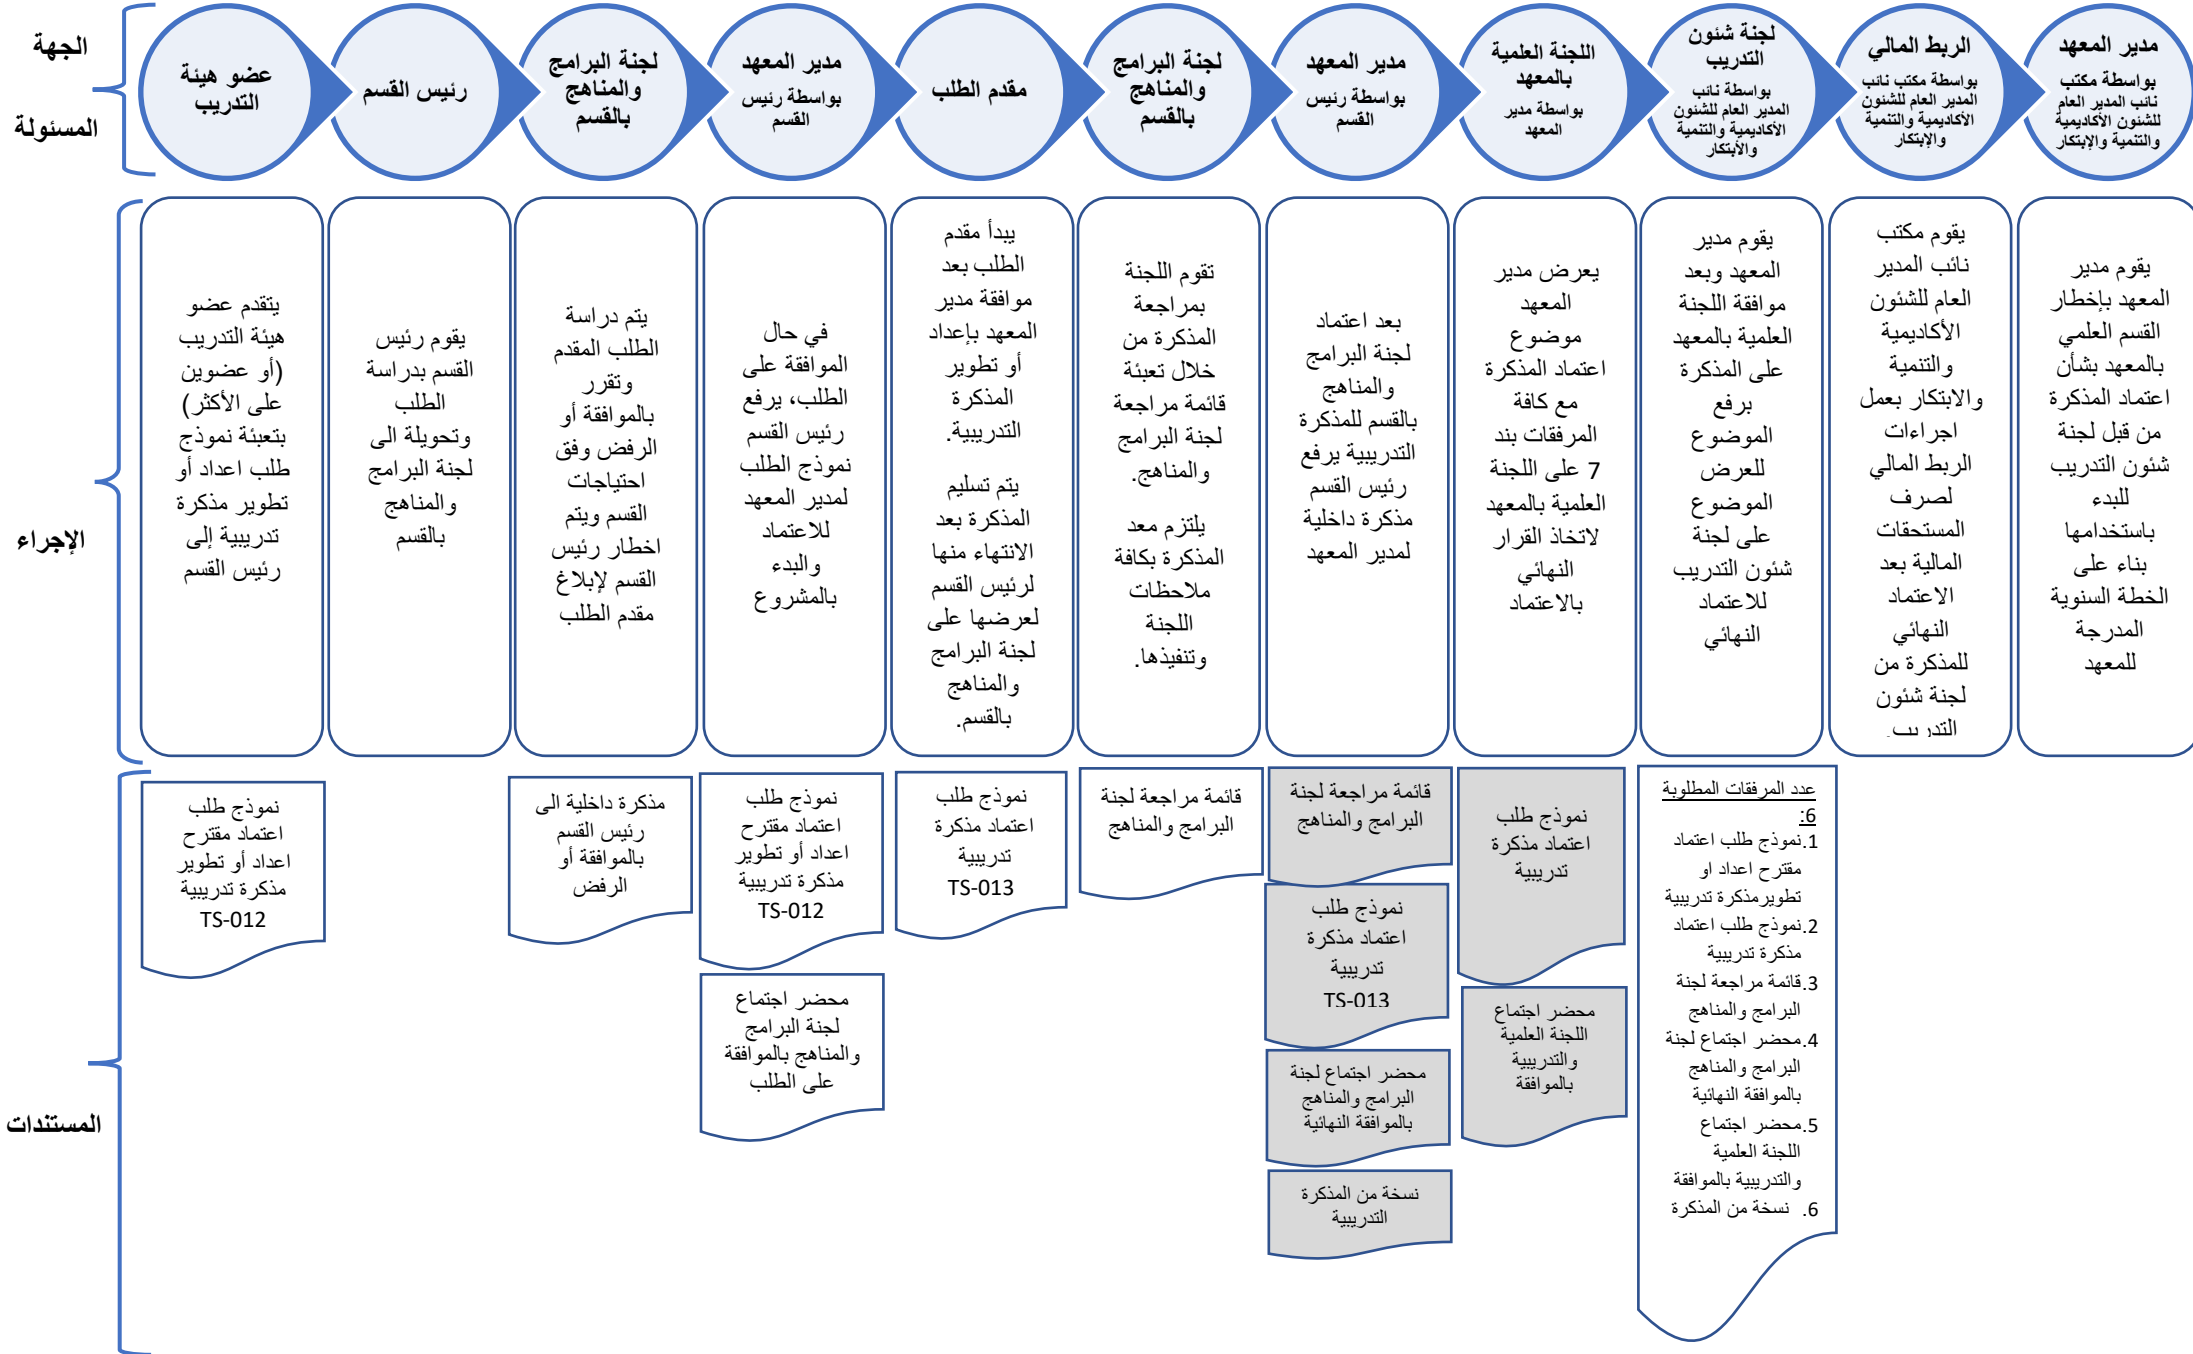 الجهة
المسئولة
عضو هيئة
التدريب
رئيس القسم
لجنة البرامج
والمناهج
بالقسم
مدير المعهد
بواسطة رئيس
القسم
مقدم الطلب
لجنة البرامج
والمناهج
بالقسم
مدير المعهد
بواسطة رئيس
القسم
اللجنة العلمية
بالمعهد
بواسطة مدير
المعهد
لجنة شئون
التدريب
بواسطة نائب
المدير العام للشئون
الأكاديمية والتنمية
والأبتكار
الربط المالي
بواسطة مكتب نائب
المدير العام للشئون
الأكاديمية والتنمية
والإبتكار
مدير المعهد
بواسطة مكتب
نائب المدير العام
للشئون الأكاديمية
والتنمية والإبتكار
الإجراء
يتقدم عضو
هيئة التدريب
(أو عضوين
على الأكثر)
بتعبئة نموذج
طلب اعداد أو
تطوير مذكرة
تدريبية إلى
رئيس القسم
يقوم رئيس
القسم بدراسة
الطلب
وتحويلة الى
لجنة البرامج
والمناهج
بالقسم
يتم دراسة
الطلب المقدم
وتقرر
بالموافقة أو
الرفض وفق
احتياجات
القسم ويتم
اخطار رئيس
القسم لإبلاغ
مقدم الطلب
في حال
الموافقة على
الطلب، يرفع
رئيس القسم
نموذج الطلب
لمدير المعهد
للاعتماد
والبدء
بالمشروع
يبدأ مقدم
الطلب بعد
موافقة مدير
المعهد بإعداد
أو تطوير
المذكرة
التدريبية.
يتم تسليم
المذكرة بعد
الانتهاء منها
لرئيس القسم
لعرضها على
لجنة البرامج
والمناهج
بالقسم.
تقوم اللجنة
بمراجعة
المذكرة من
خلال تعبئة
قائمة مراجعة
لجنة البرامج
والمناهج.
يلتزم معد
المذكرة بكافة
ملاحظات
اللجنة
وتنفيذها.
بعد اعتماد
لجنة البرامج
والمناهج
بالقسم للمذكرة
التدريبية يرفع
رئيس القسم
مذكرة داخلية
لمدير المعهد
يعرض مدير
المعهد
موضوع
اعتماد المذكرة
مع كافة
المرفقات بند
7 على اللجنة
العلمية بالمعهد
لاتخاذ القرار
النهائي
بالاعتماد
يقوم مدير
المعهد وبعد
موافقة اللجنة
العلمية بالمعهد
على المذكرة
برفع
الموضوع
للعرض
الموضوع
على لجنة
شئون التدريب
للاعتماد
النهائي
يقوم مكتب
نائب المدير
العام للشئون
الأكاديمية
والتنمية
والابتكار بعمل
اجراءات
الربط المالي
لصرف
المستحقات
المالية بعد
الاعتماد
النهائي
للمذكرة من
لجنة شئون
التدريب.
يقوم مدير
المعهد بإخطار
القسم العلمي
بالمعهد بشأن
اعتماد المذكرة
من قبل لجنة
شئون التدريب
للبدء
باستخدامها
بناء على
الخطة السنوية
المدرجة
للمعهد
المستندات
نموذج طلب
اعتماد مقترح
اعداد أو تطوير
مذكرة تدريبية
TS-012
مذكرة داخلية الى
رئيس القسم
بالموافقة أو
الرفض
نموذج طلب
اعتماد مقترح
اعداد أو تطوير
مذكرة تدريبية
TS-012
محضر اجتماع
لجنة البرامج
والمناهج بالموافقة
على الطلب
نموذج طلب
اعتماد مذكرة
تدريبية
TS-013
قائمة مراجعة لجنة
البرامج والمناهج
قائمة مراجعة لجنة
البرامج والمناهج
نموذج طلب
اعتماد مذكرة
تدريبية
TS-013
محضر اجتماع لجنة
البرامج والمناهج
بالموافقة النهائية
نسخة من المذكرة
التدريبية
نموذج طلب
اعتماد مذكرة
تدريبية
محضر اجتماع
اللجنة العلمية
والتدريبية
بالموافقة
عدد المرفقات المطلوبة
6:
1.نموذج طلب اعتماد
مقترح اعداد او
تطويرمذكرة تدريبية
2.نموذج طلب اعتماد
مذكرة تدريبية
3.قائمة مراجعة لجنة
البرامج والمناهج
4.محضر اجتماع لجنة
البرامج والمناهج
بالموافقة النهائية
5.محضر اجتماع
اللجنة العلمية
والتدريبية بالموافقة
6. نسخة من المذكرة